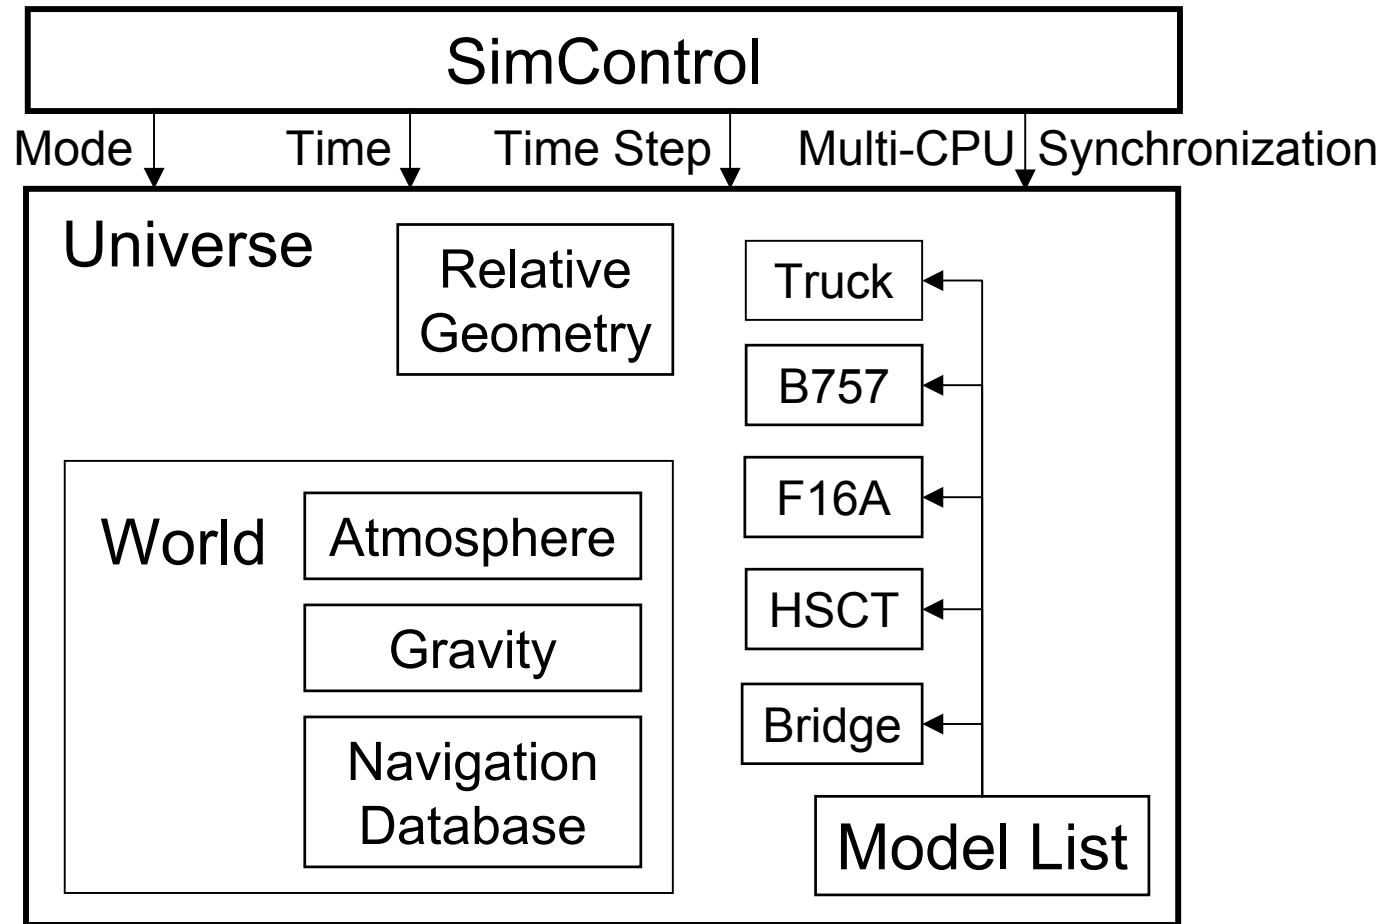 SimControl
Mode Time Time Step Multi-CPU Synchronization
Universe
Relative
Geometry
World
Atmosphere
Gravity
Navigation
Database
Truck
B757
F16A
HSCT
Bridge
Model List